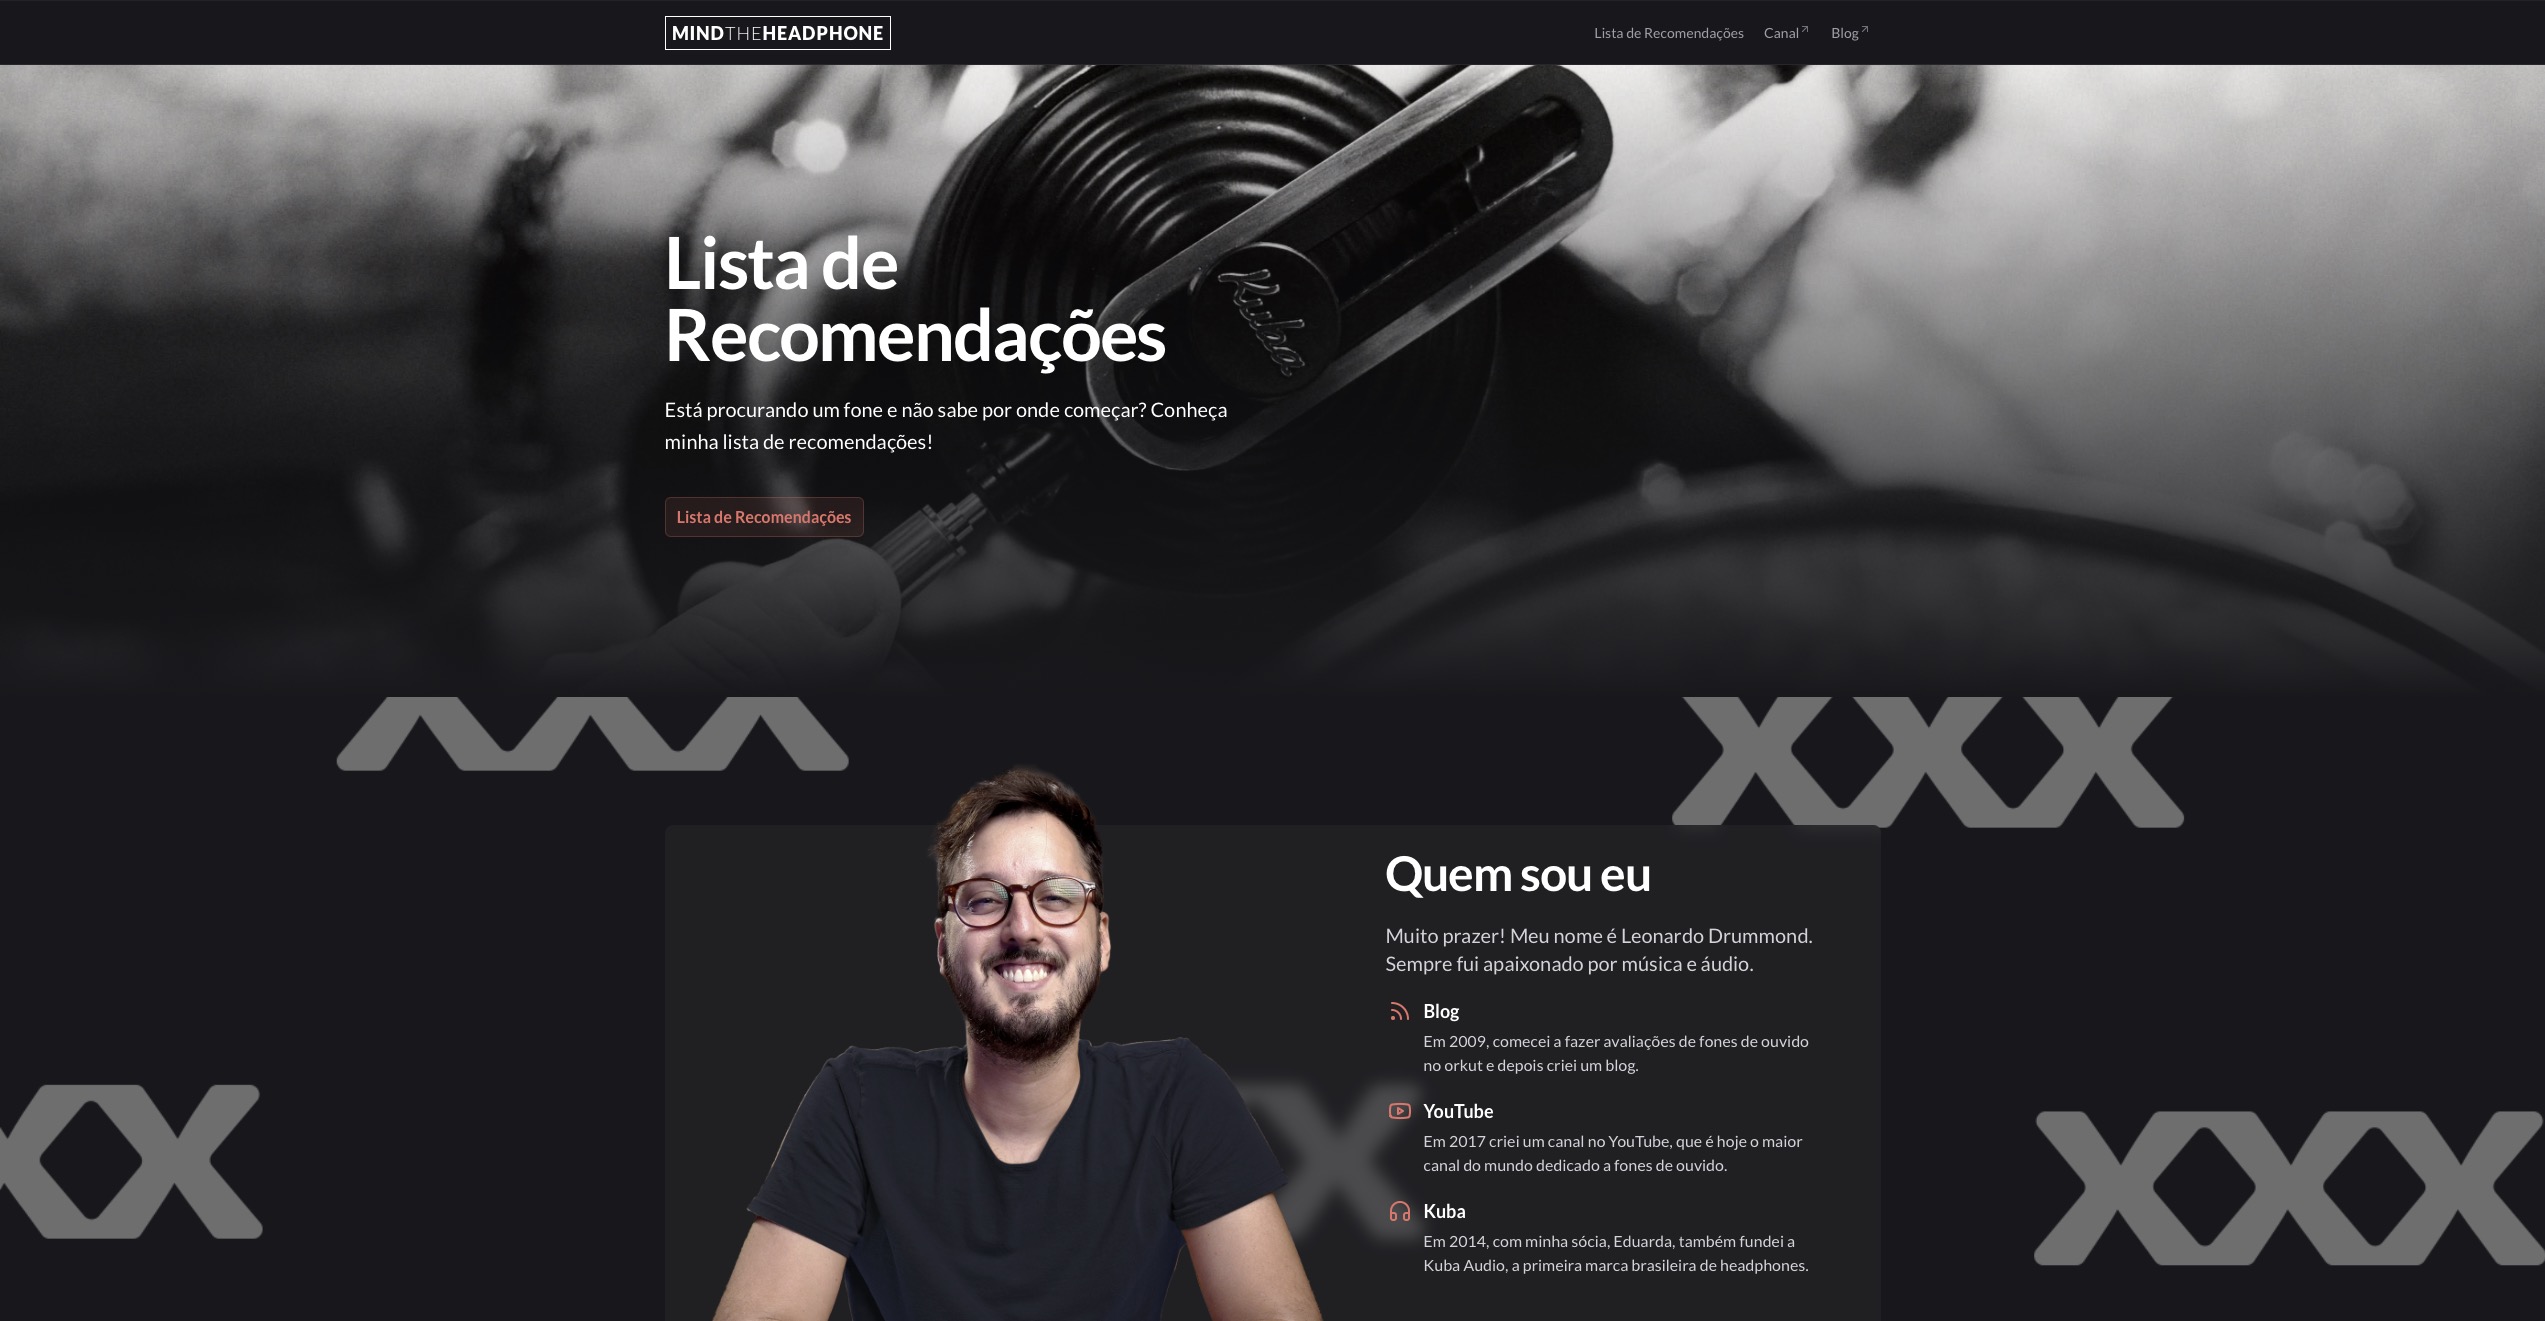 MINDTHEHEADPHONE
Lista de Recomendações Canal Blog
Lista de
Recomendações
Kuba
Está procurando um fone e não sabe por onde começar? Conheça
minha lista de recomendações!
Lista de Recomendações
xxx
xxx
Quem sou eu
Muito prazer! Meu nome é Leonardo Drummond.
Sempre fui apaixonado por música e áudio.
Blog
Em 2009, comecei a fazer avaliações de fones de ouvido
no orkut e depois criei um blog.
YouTube
Em 2017 criei um canal no YouTube, que é hoje o maior
canal do mundo dedicado a fones de ouvido.
Kuba
Em 2014, com minha sócia, Eduarda, também fundei a
Kuba Audio, a primeira marca brasileira de headphones.
xx
x
xxx